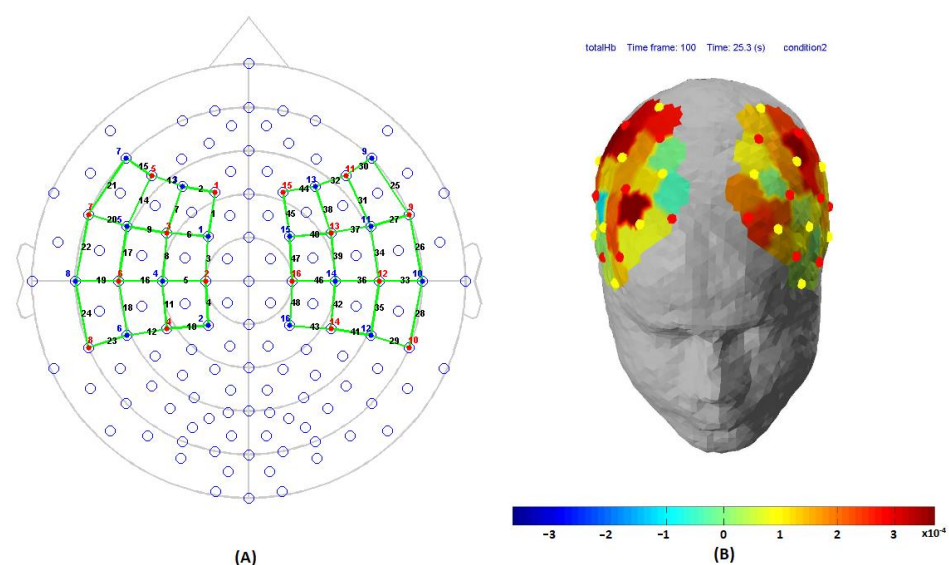 totalHb Time frame: 100 Time: 25.3 (s) condition2
7 9
15 5 11 30
21 13 2 1 15 44 13 32 25
14 7 1 45 38 31
7 20 5 9 3 6 1 15 40 13 37 11 27 9
22 17 8 3 47 39 34 26
8 19 6 16 4 5 2 16 46 14 36 12 33 10
24 18 11 4 48 42 35 28
6 12 4 10 2 16 43 14 41 12
8 23 29 10
−3 −2 −1 0 1 2 3 x10⁻⁴
(A) (B)